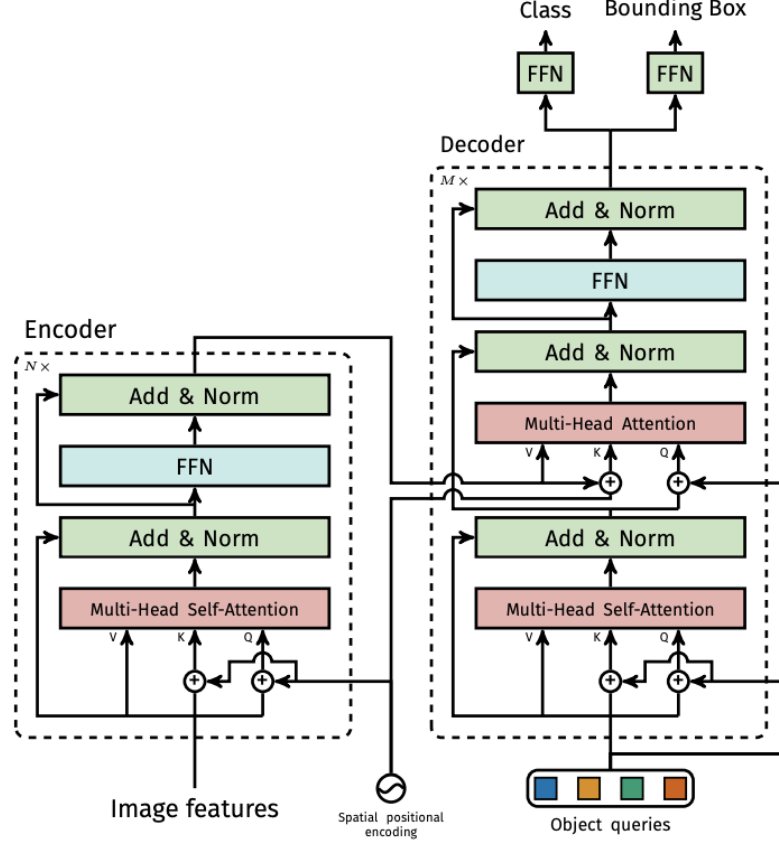 Class
Bounding Box
FFN
FFN
Decoder
M×
Add & Norm
FFN
Add & Norm
Multi-Head Attention
V
K
Q
Add & Norm
Multi-Head Self-Attention
V
K
Q
Object queries
Encoder
N×
Add & Norm
FFN
Add & Norm
Multi-Head Self-Attention
V
K
Q
Image features
Spatial positional
encoding